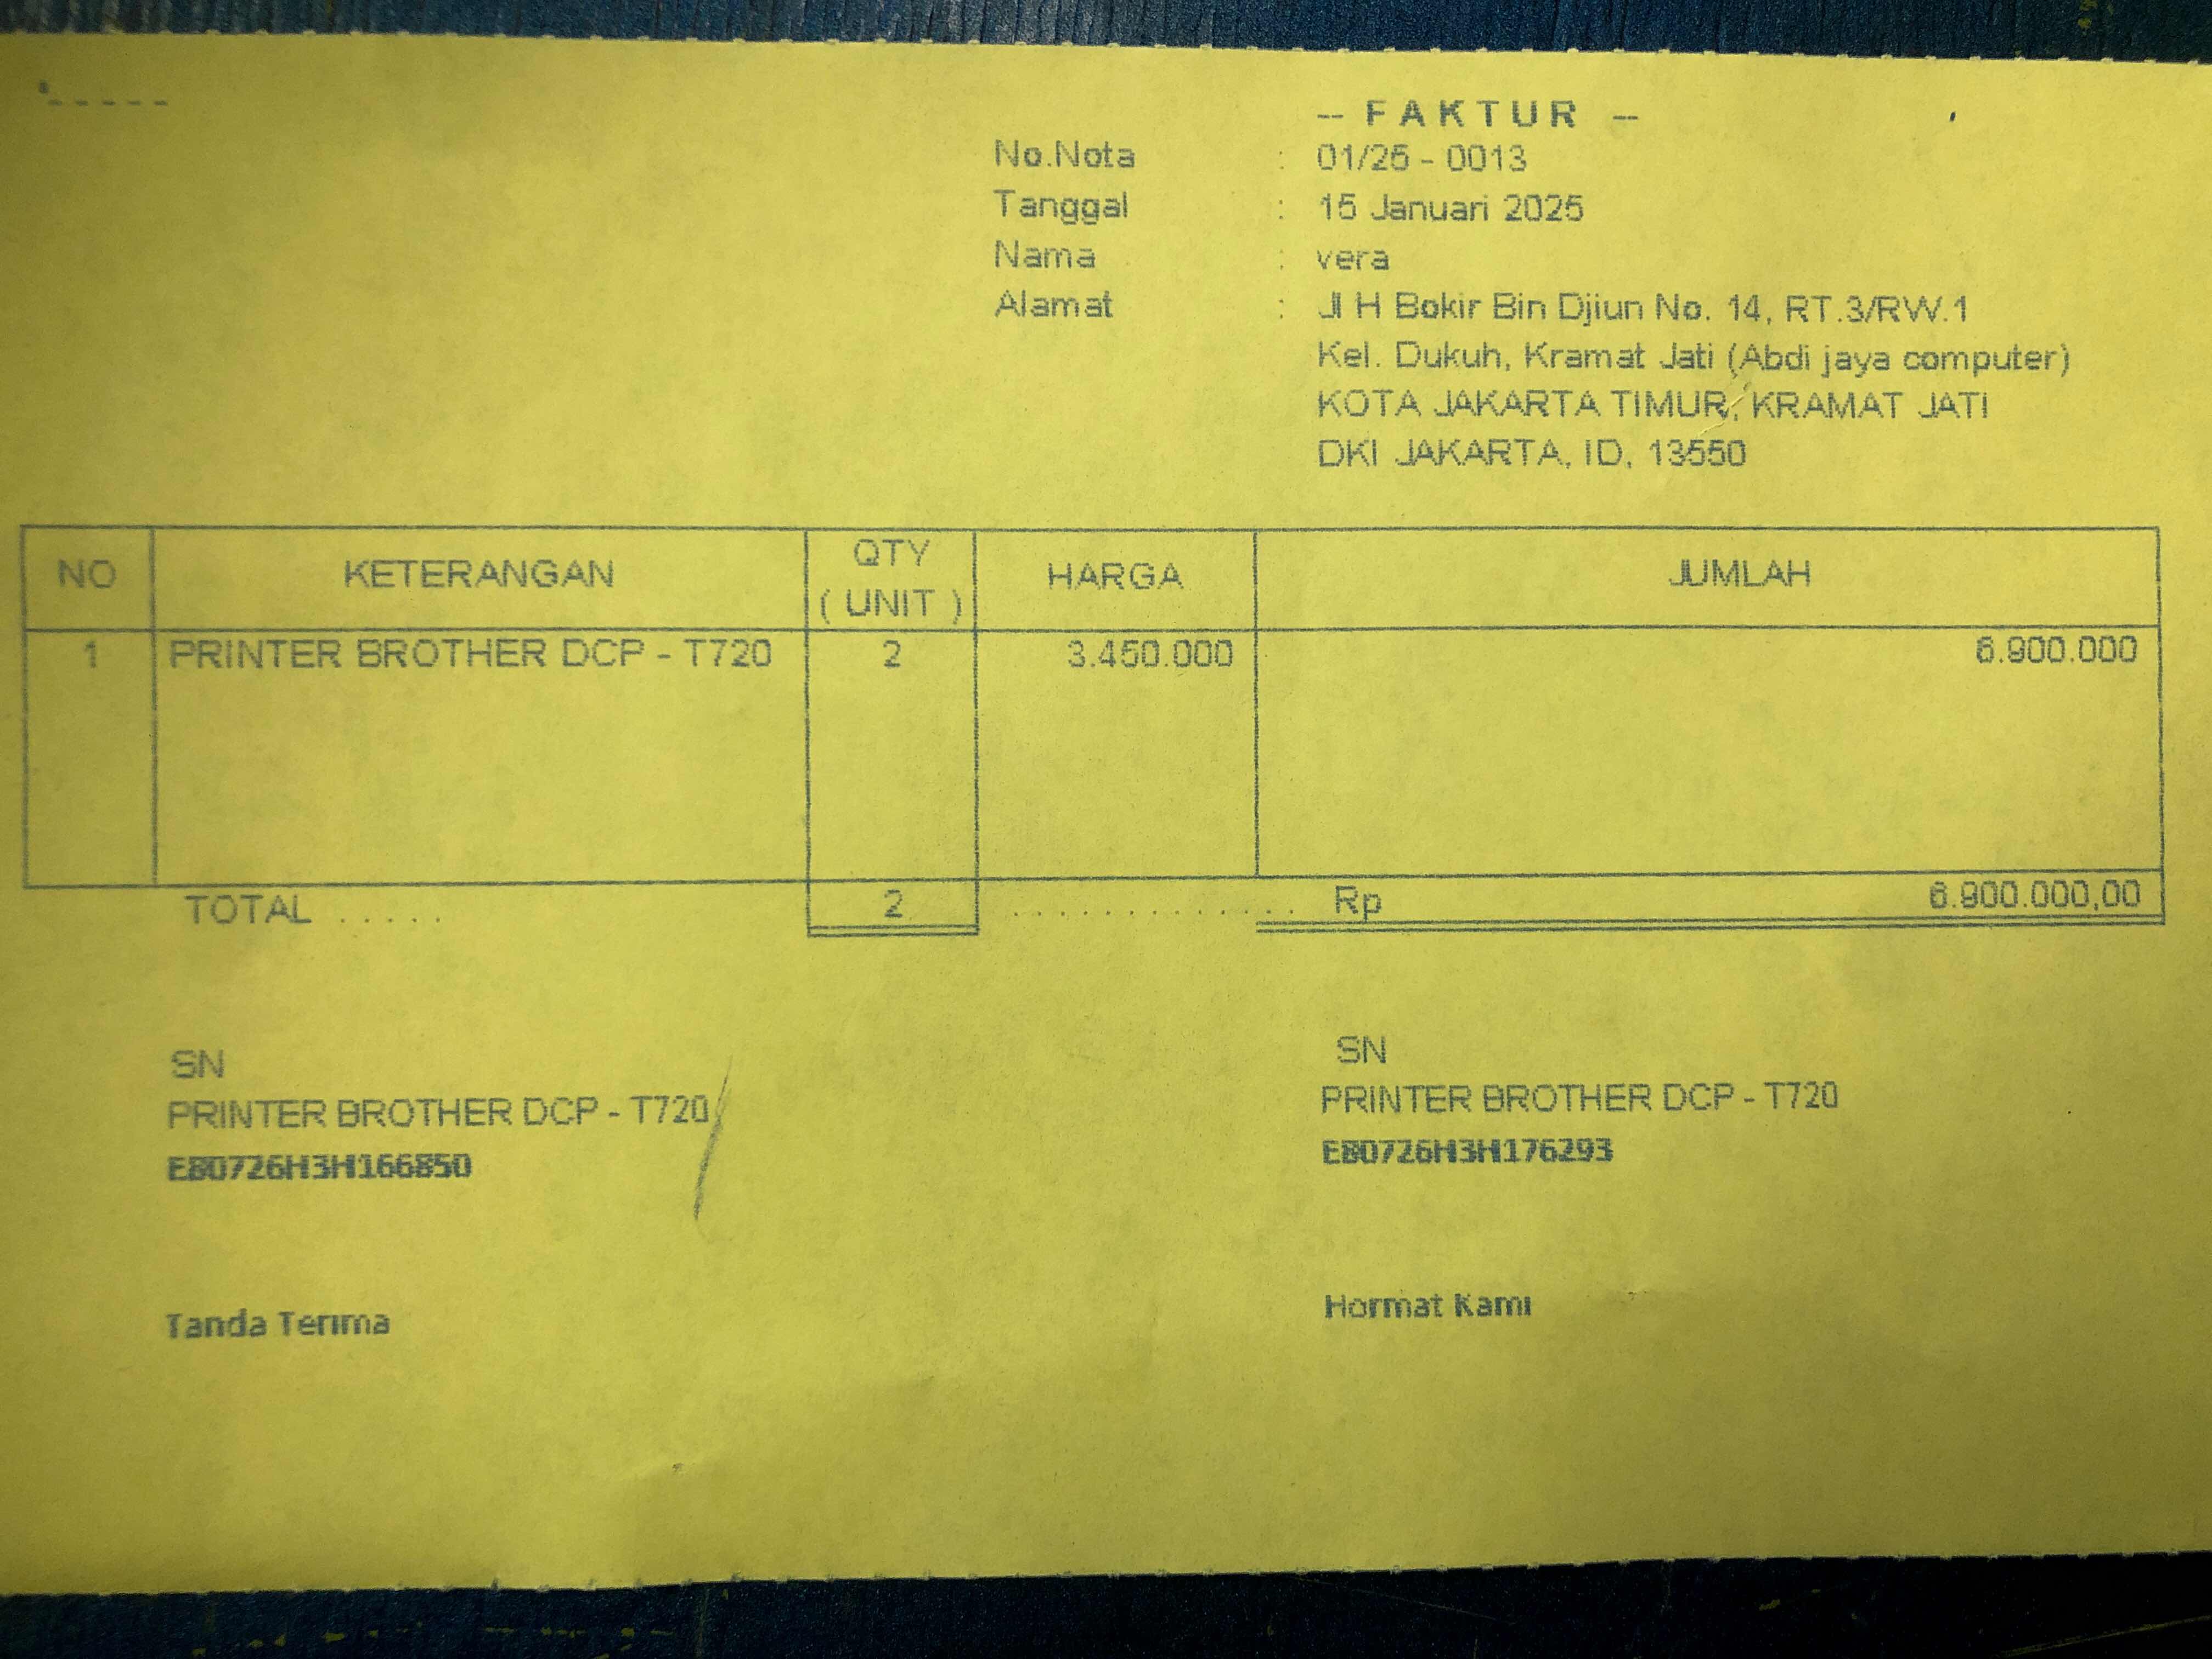 -- FAKTUR --
No.Nota : 01/25 - 0013
Tanggal : 15 Januari 2025
Nama : vera
Alamat : Jl H Bokir Bin Djiun No. 14, RT.3/RW.1
Kel. Dukuh, Kramat Jati (Abdi jaya computer)
KOTA JAKARTA TIMUR, KRAMAT JATI
DKI JAKARTA, ID, 13550
NO KETERANGAN QTY ( UNIT ) HARGA JUMLAH
1 PRINTER BROTHER DCP - T720 2 3.450.000 6.900.000
TOTAL ..... 2 .............. Rp 6.900.000,00
SN
PRINTER BROTHER DCP - T720
E80726H3H166850
SN
PRINTER BROTHER DCP - T720
E80726H3H176293
Tanda Terima
Hormat Kami